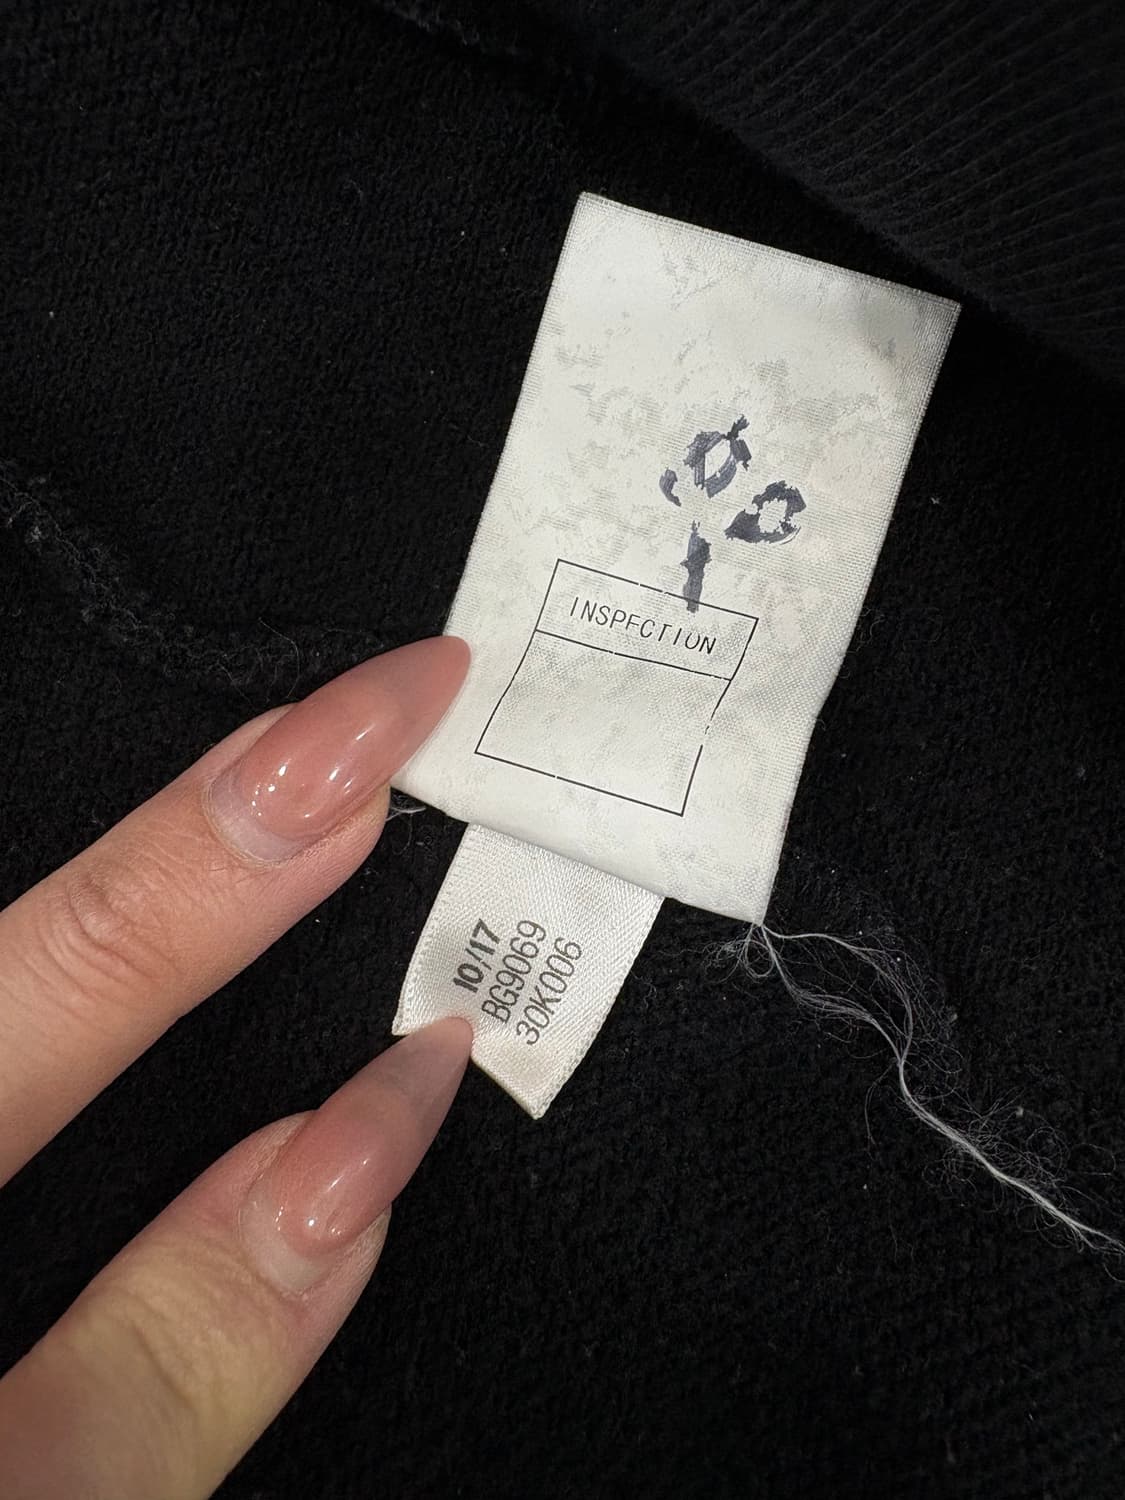 INSPECTION
10/17
BG9069
30K006